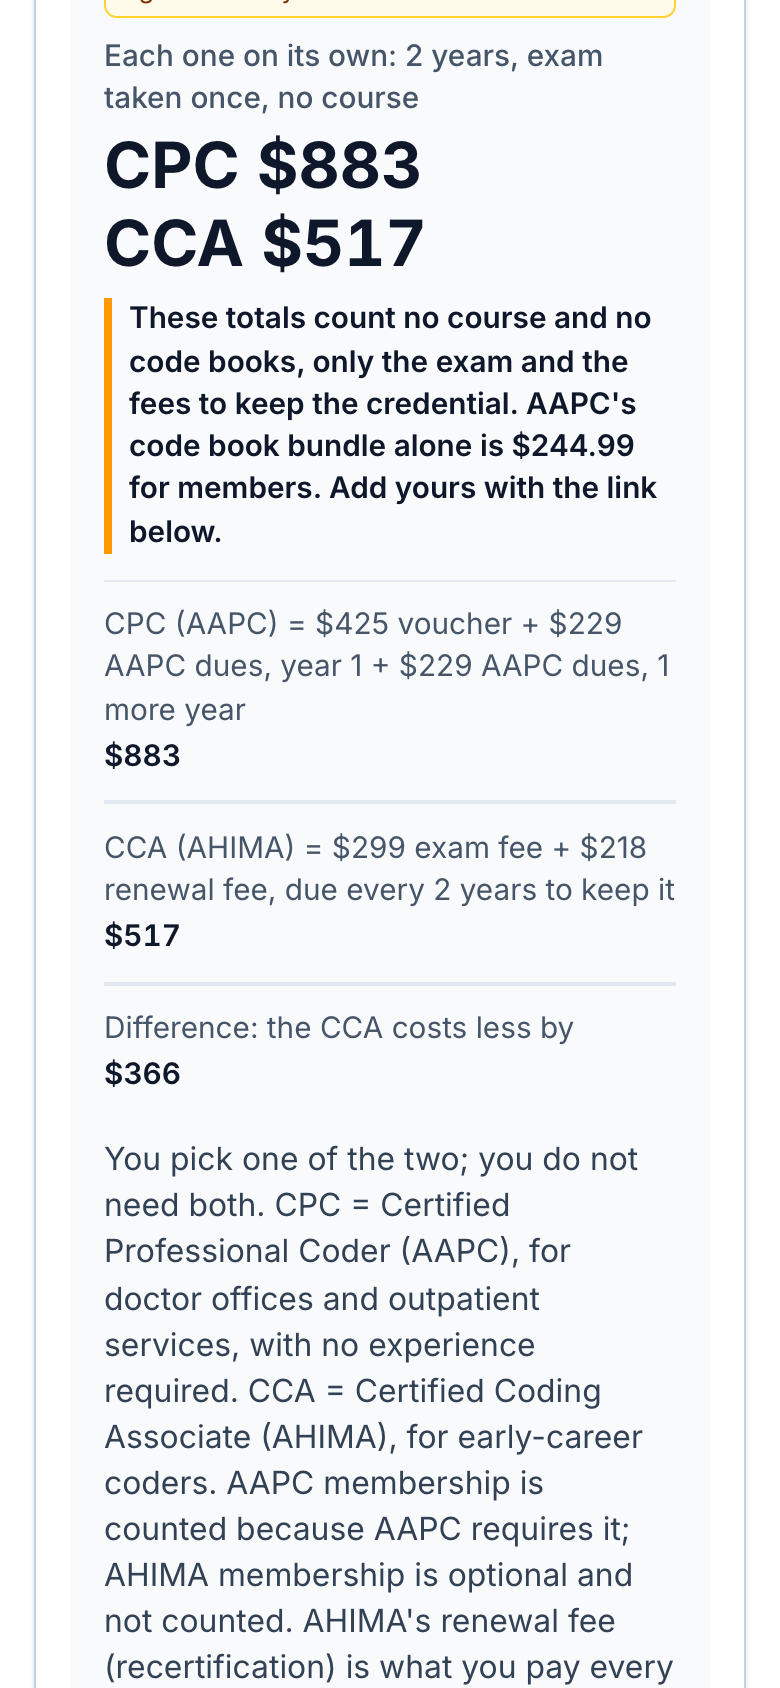 Each one on its own: 2 years, exam
taken once, no course
CPC $883
CCA $517
These totals count no course and no
code books, only the exam and the
fees to keep the credential. AAPC's
code book bundle alone is $244.99
for members. Add yours with the link
below.
CPC (AAPC) = $425 voucher + $229
AAPC dues, year 1 + $229 AAPC dues, 1
more year
$883
CCA (AHIMA) = $299 exam fee + $218
renewal fee, due every 2 years to keep it
$517
Difference: the CCA costs less by
$366
You pick one of the two; you do not
need both. CPC = Certified
Professional Coder (AAPC), for
doctor offices and outpatient
services, with no experience
required. CCA = Certified Coding
Associate (AHIMA), for early-career
coders. AAPC membership is
counted because AAPC requires it;
AHIMA membership is optional and
not counted. AHIMA's renewal fee
(recertification) is what you pay every